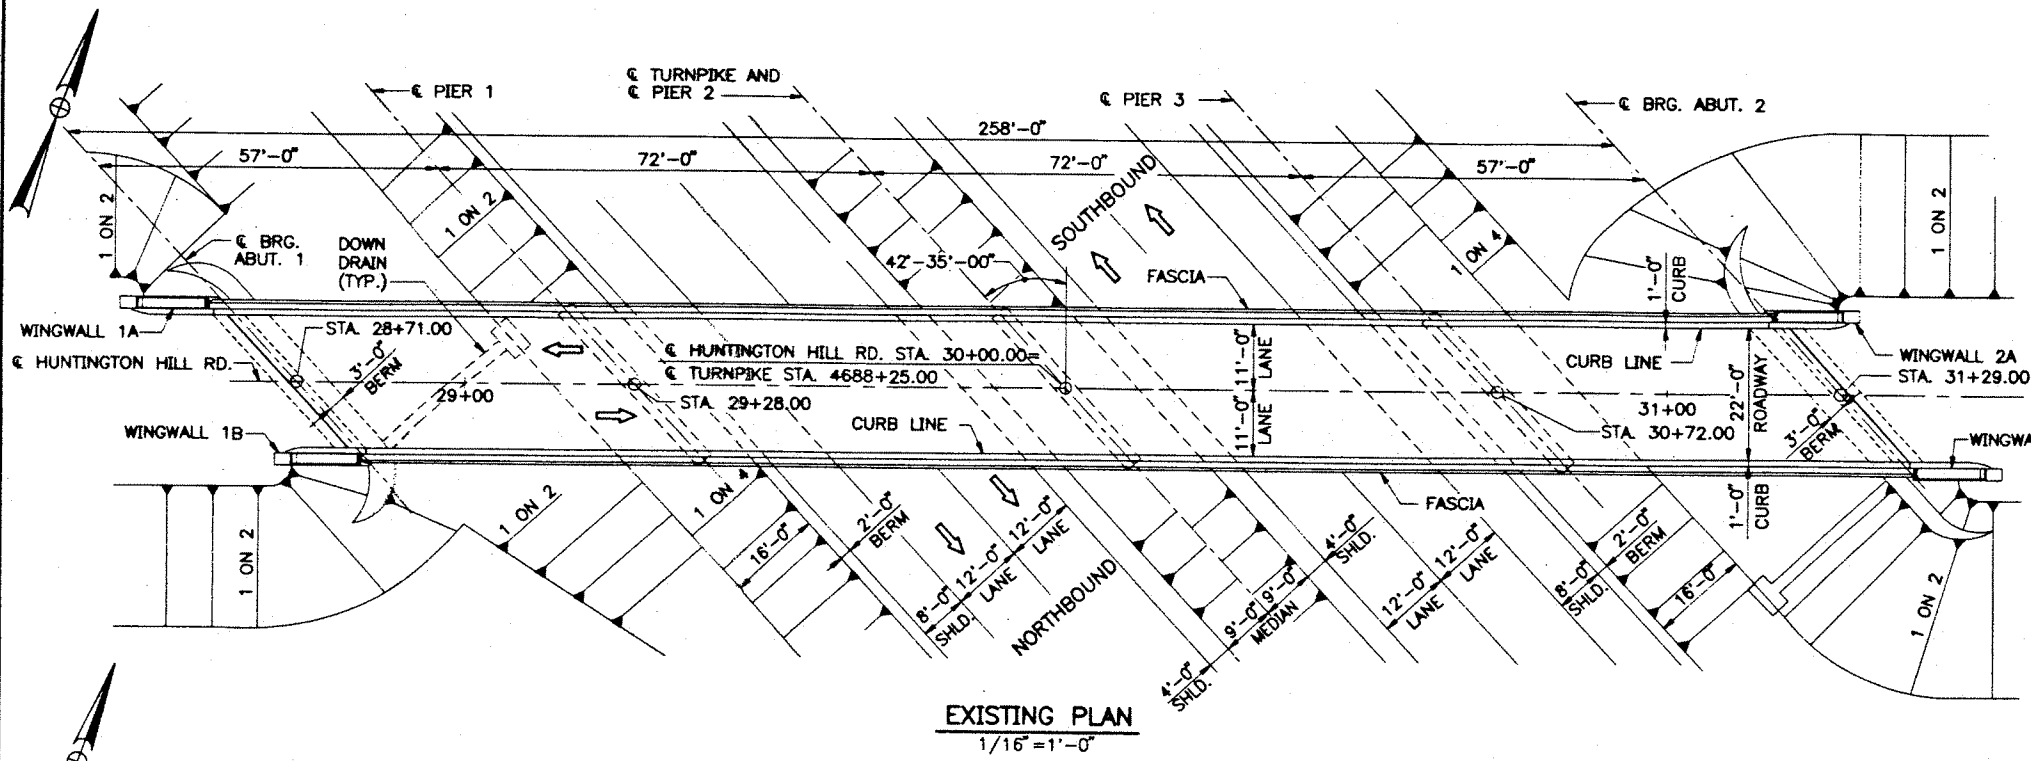 ℄ TURNPIKE AND
℄ PIER 2
℄ PIER 1
℄ PIER 3
℄ BRG. ABUT. 2
258'-0"
57'-0"
72'-0"
72'-0"
57'-0"
1 ON 2
1 ON 2
SOUTHBOUND
1 ON 4
1 ON 2
℄ BRG.
ABUT. 1
DOWN
DRAIN
(TYP.)
42°-35'-00"
FASCIA
1'-0"
CURB
WINGWALL 1A
STA. 28+71.00
℄ HUNTINGTON HILL RD.
3'-0"
BERM
29+00
℄ HUNTINGTON HILL RD. STA. 30+00.00=
℄ TURNPIKE STA. 4688+25.00
STA. 29+28.00
11'-0"
LANE
11'-0"
LANE
CURB LINE
WINGWALL 2A
STA. 31+29.00
22'-0"
ROADWAY
31+00
STA. 30+72.00
3'-0"
BERM
WINGWALL 1B
CURB LINE
WINGWA
FASCIA
1'-0"
CURB
1 ON 2
1 ON 2
1 ON 4
16'-0"
2'-0"
BERM
8'-0"
SHLD.
12'-0"
LANE
12'-0"
LANE
NORTHBOUND
4'-0"
SHLD.
9'-0"
9'-0"
MEDIAN
4'-0"
SHLD.
12'-0"
LANE
12'-0"
LANE
8'-0"
SHLD.
2'-0"
BERM
16'-0"
1 ON 2
EXISTING PLAN
1/16"=1'-0"